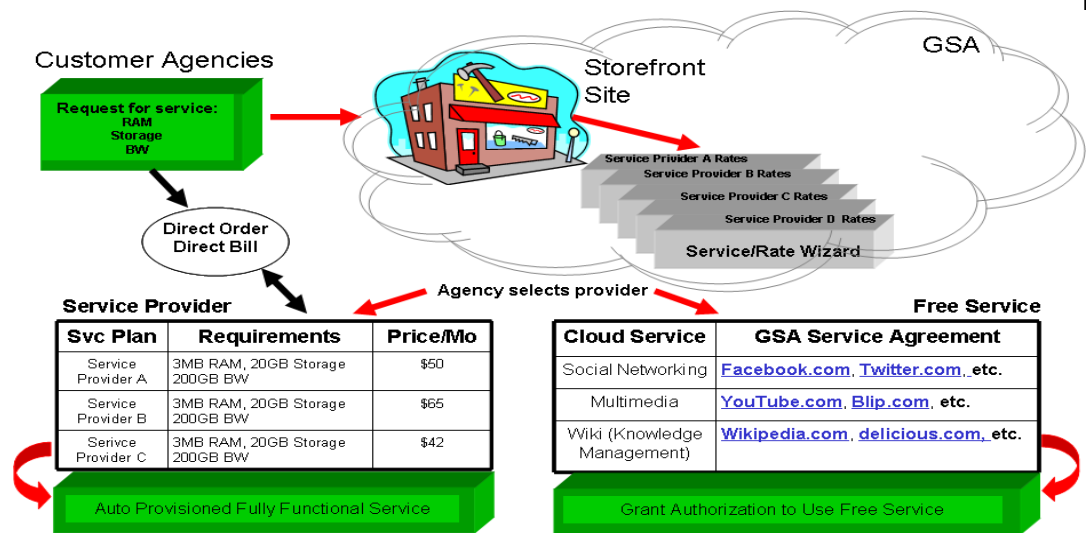 GSA
Customer Agencies
Storefront
Site
Request for service:
RAM
Storage
BW
Service Privider A Rates
Service Provider B Rates
Service Provider C Rates
Service Provider D Rates
Service/Rate Wizard
Direct Order
Direct Bill
Agency selects provider
Service Provider
Svc Plan Requirements Price/Mo
Service
Provider A
3MB RAM, 20GB Storage
200GB BW
$50
Service
Provider B
3MB RAM, 20GB Storage
200GB BW
$65
Serivce
Provider C
3MB RAM, 20GB Storage
200GB BW
$42
Auto Provisioned Fully Functional Service
Free Service
Cloud Service GSA Service Agreement
Social Networking Facebook.com, Twitter.com, etc.
Multimedia YouTube.com, Blip.com, etc.
Wiki (Knowledge
Management)
Wikipedia.com, delicious.com, etc.
Grant Authorization to Use Free Service